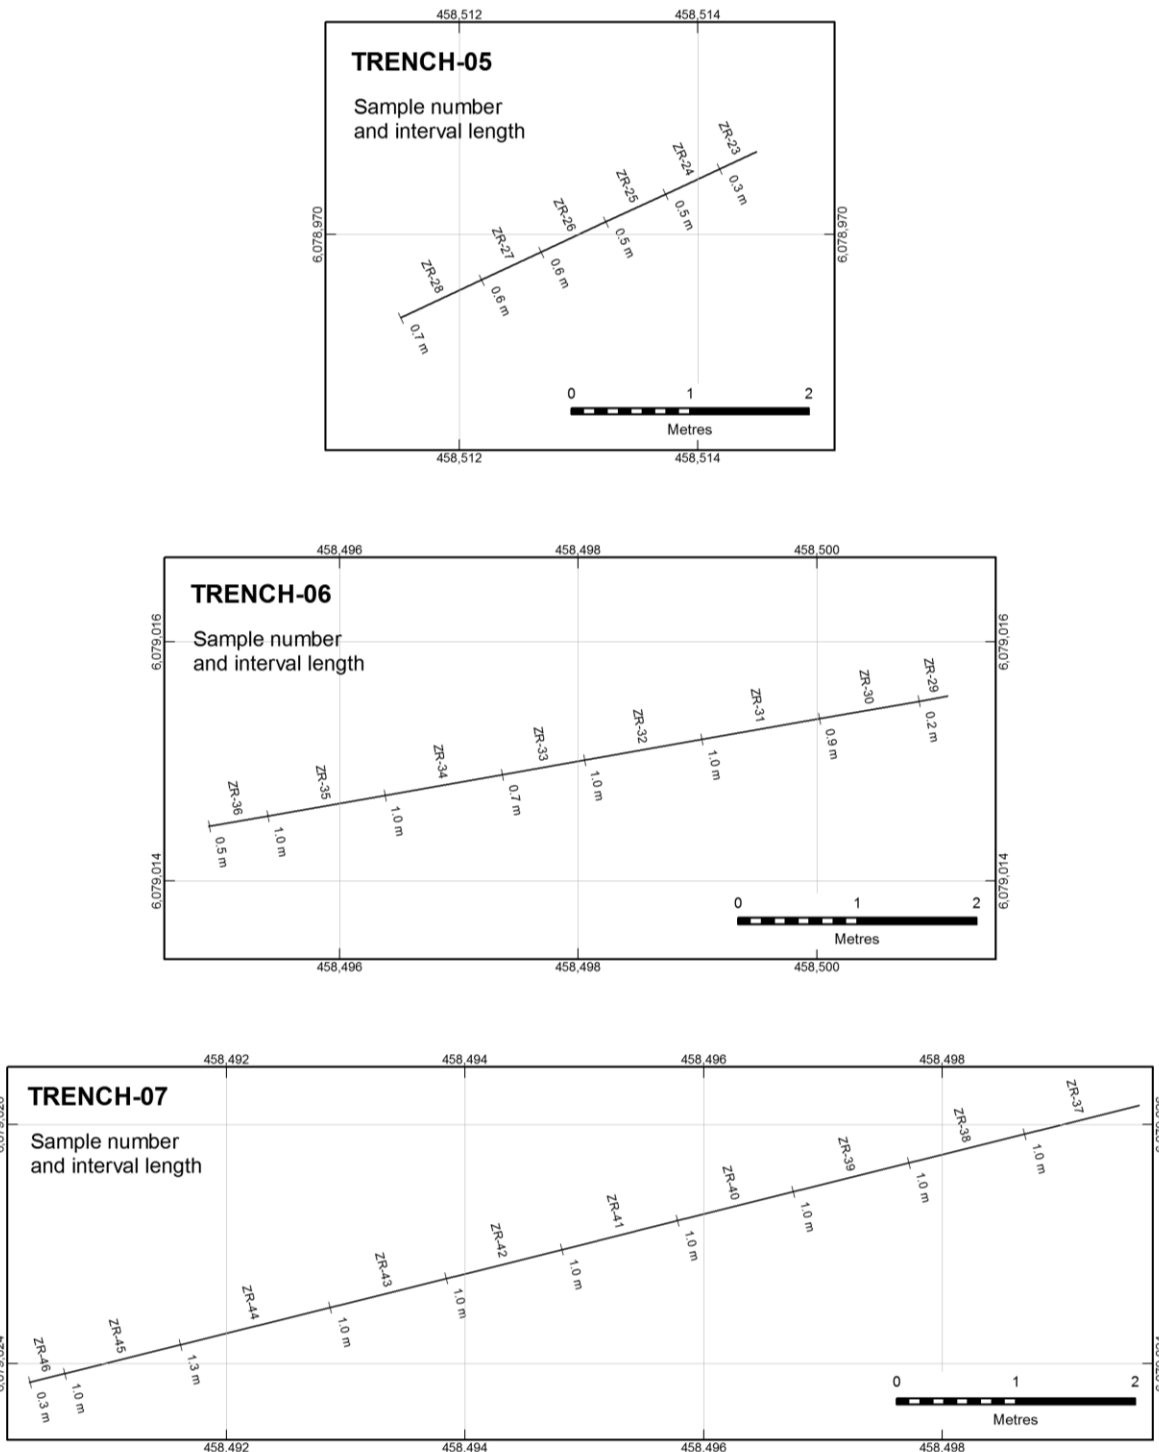 458,512
458,514
TRENCH-05
Sample number
and interval length
ZR-23
ZR-24
ZR-25
ZR-26
ZR-27
ZR-28
0.3 m
0.5 m
0.5 m
0.6 m
0.6 m
0.7 m
6,078,970
6,078,970
0
1
2
Metres
458,512
458,514
458,496
458,498
458,500
TRENCH-06
Sample number
and interval length
6,079,016
6,079,016
ZR-29
ZR-30
ZR-31
ZR-32
ZR-33
ZR-34
ZR-35
ZR-36
0.2 m
0.9 m
1.0 m
1.0 m
0.7 m
1.0 m
1.0 m
0.5 m
6,079,014
6,079,014
0
1
2
Metres
458,496
458,498
458,500
458,492
458,494
458,496
458,498
TRENCH-07
Sample number
and interval length
ZR-37
ZR-38
ZR-39
ZR-40
ZR-41
ZR-42
ZR-43
ZR-44
ZR-45
ZR-46
1.0 m
1.0 m
1.0 m
1.0 m
1.0 m
1.0 m
1.0 m
1.3 m
1.0 m
0.3 m
0
1
2
Metres
458,492
458,494
458,496
458,498